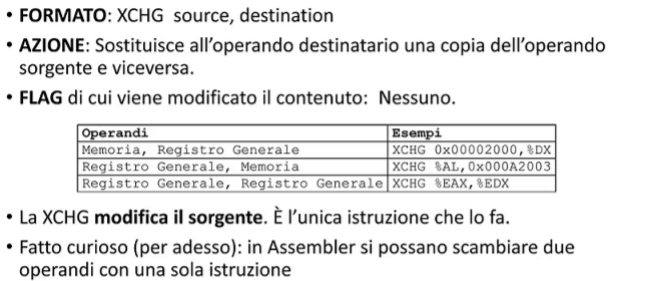 • FORMATO: XCHG source, destination
• AZIONE: Sostituisce all'operando destinatario una copia dell'operando
sorgente e viceversa.
• FLAG di cui viene modificato il contenuto: Nessuno.
Operandi Esempi
Memoria, Registro Generale XCHG 0x00002000,%DX
Registro Generale, Memoria XCHG %AL,0x000A2003
Registro Generale, Registro Generale XCHG %EAX,%EDX
• La XCHG modifica il sorgente. È l'unica istruzione che lo fa.
• Fatto curioso (per adesso): in Assembler si possano scambiare due
operandi con una sola istruzione